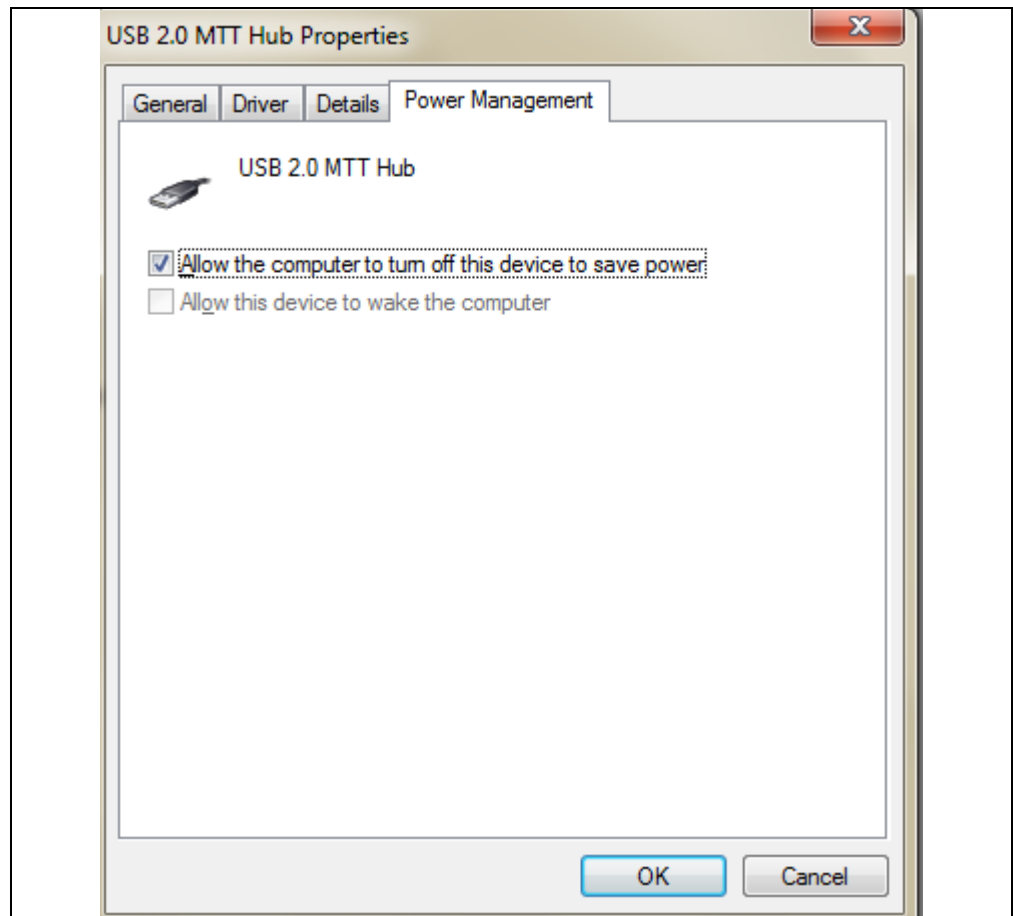 USB 2.0 MTT Hub Properties
General Driver Details Power Management
USB 2.0 MTT Hub
Allow the computer to turn off this device to save power
Allow this device to wake the computer
OK Cancel